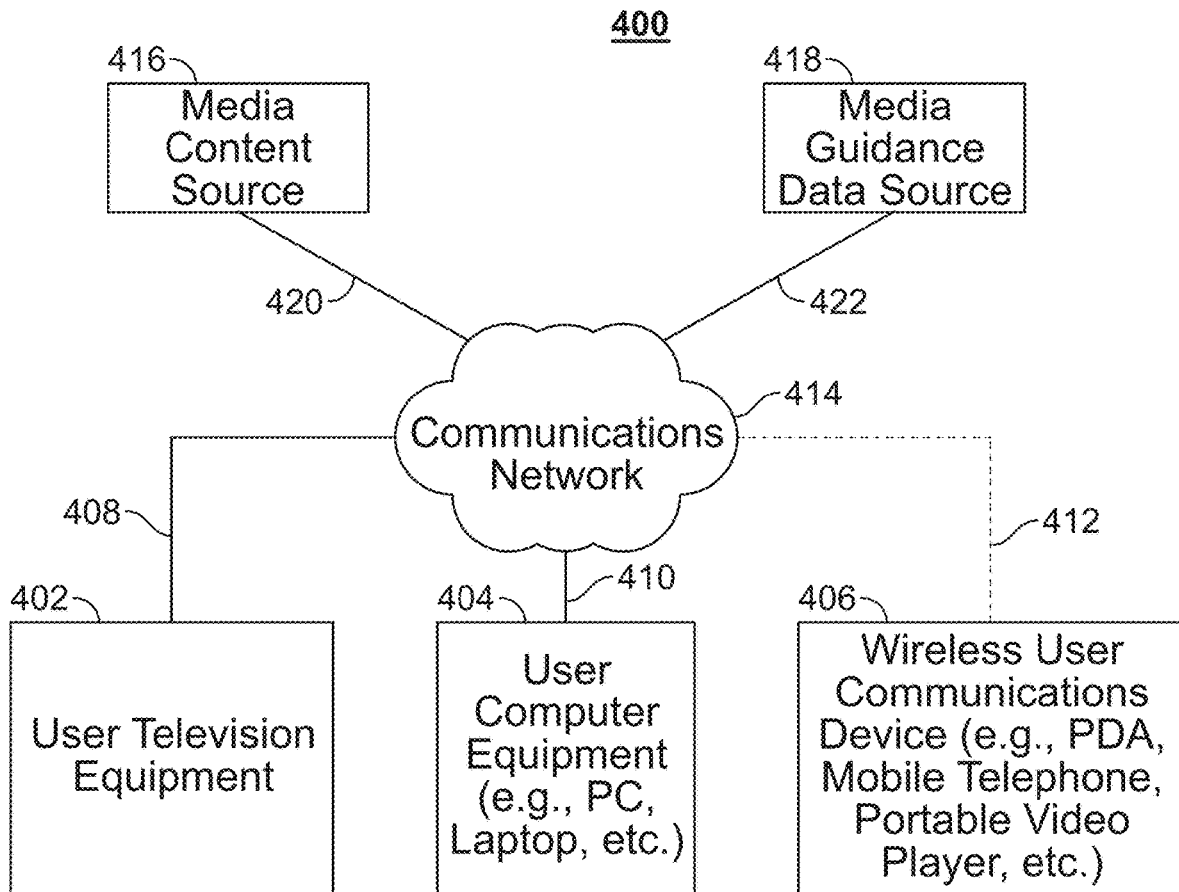 400
416
Media
Content
Source
418
Media
Guidance
Data Source
420
422
414
Communications
Network
408
412
410
402
User Television
Equipment
404
User
Computer
Equipment
(e.g., PC,
Laptop, etc.)
406
Wireless User
Communications
Device (e.g., PDA,
Mobile Telephone,
Portable Video
Player, etc.)